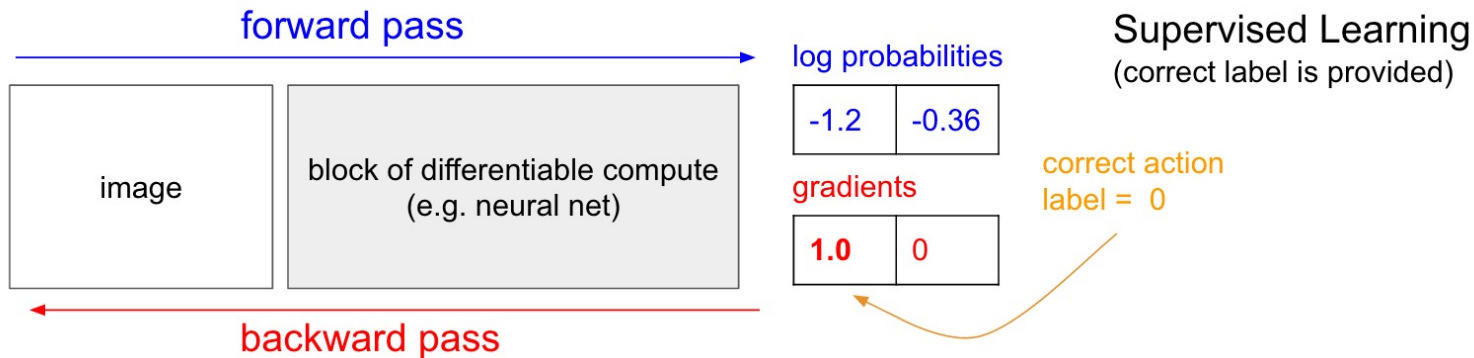 forward pass
Supervised Learning
(correct label is provided)
log probabilities
-1.2 -0.36
image
block of differentiable compute
(e.g. neural net)
gradients
1.0 0
correct action
label = 0
backward pass